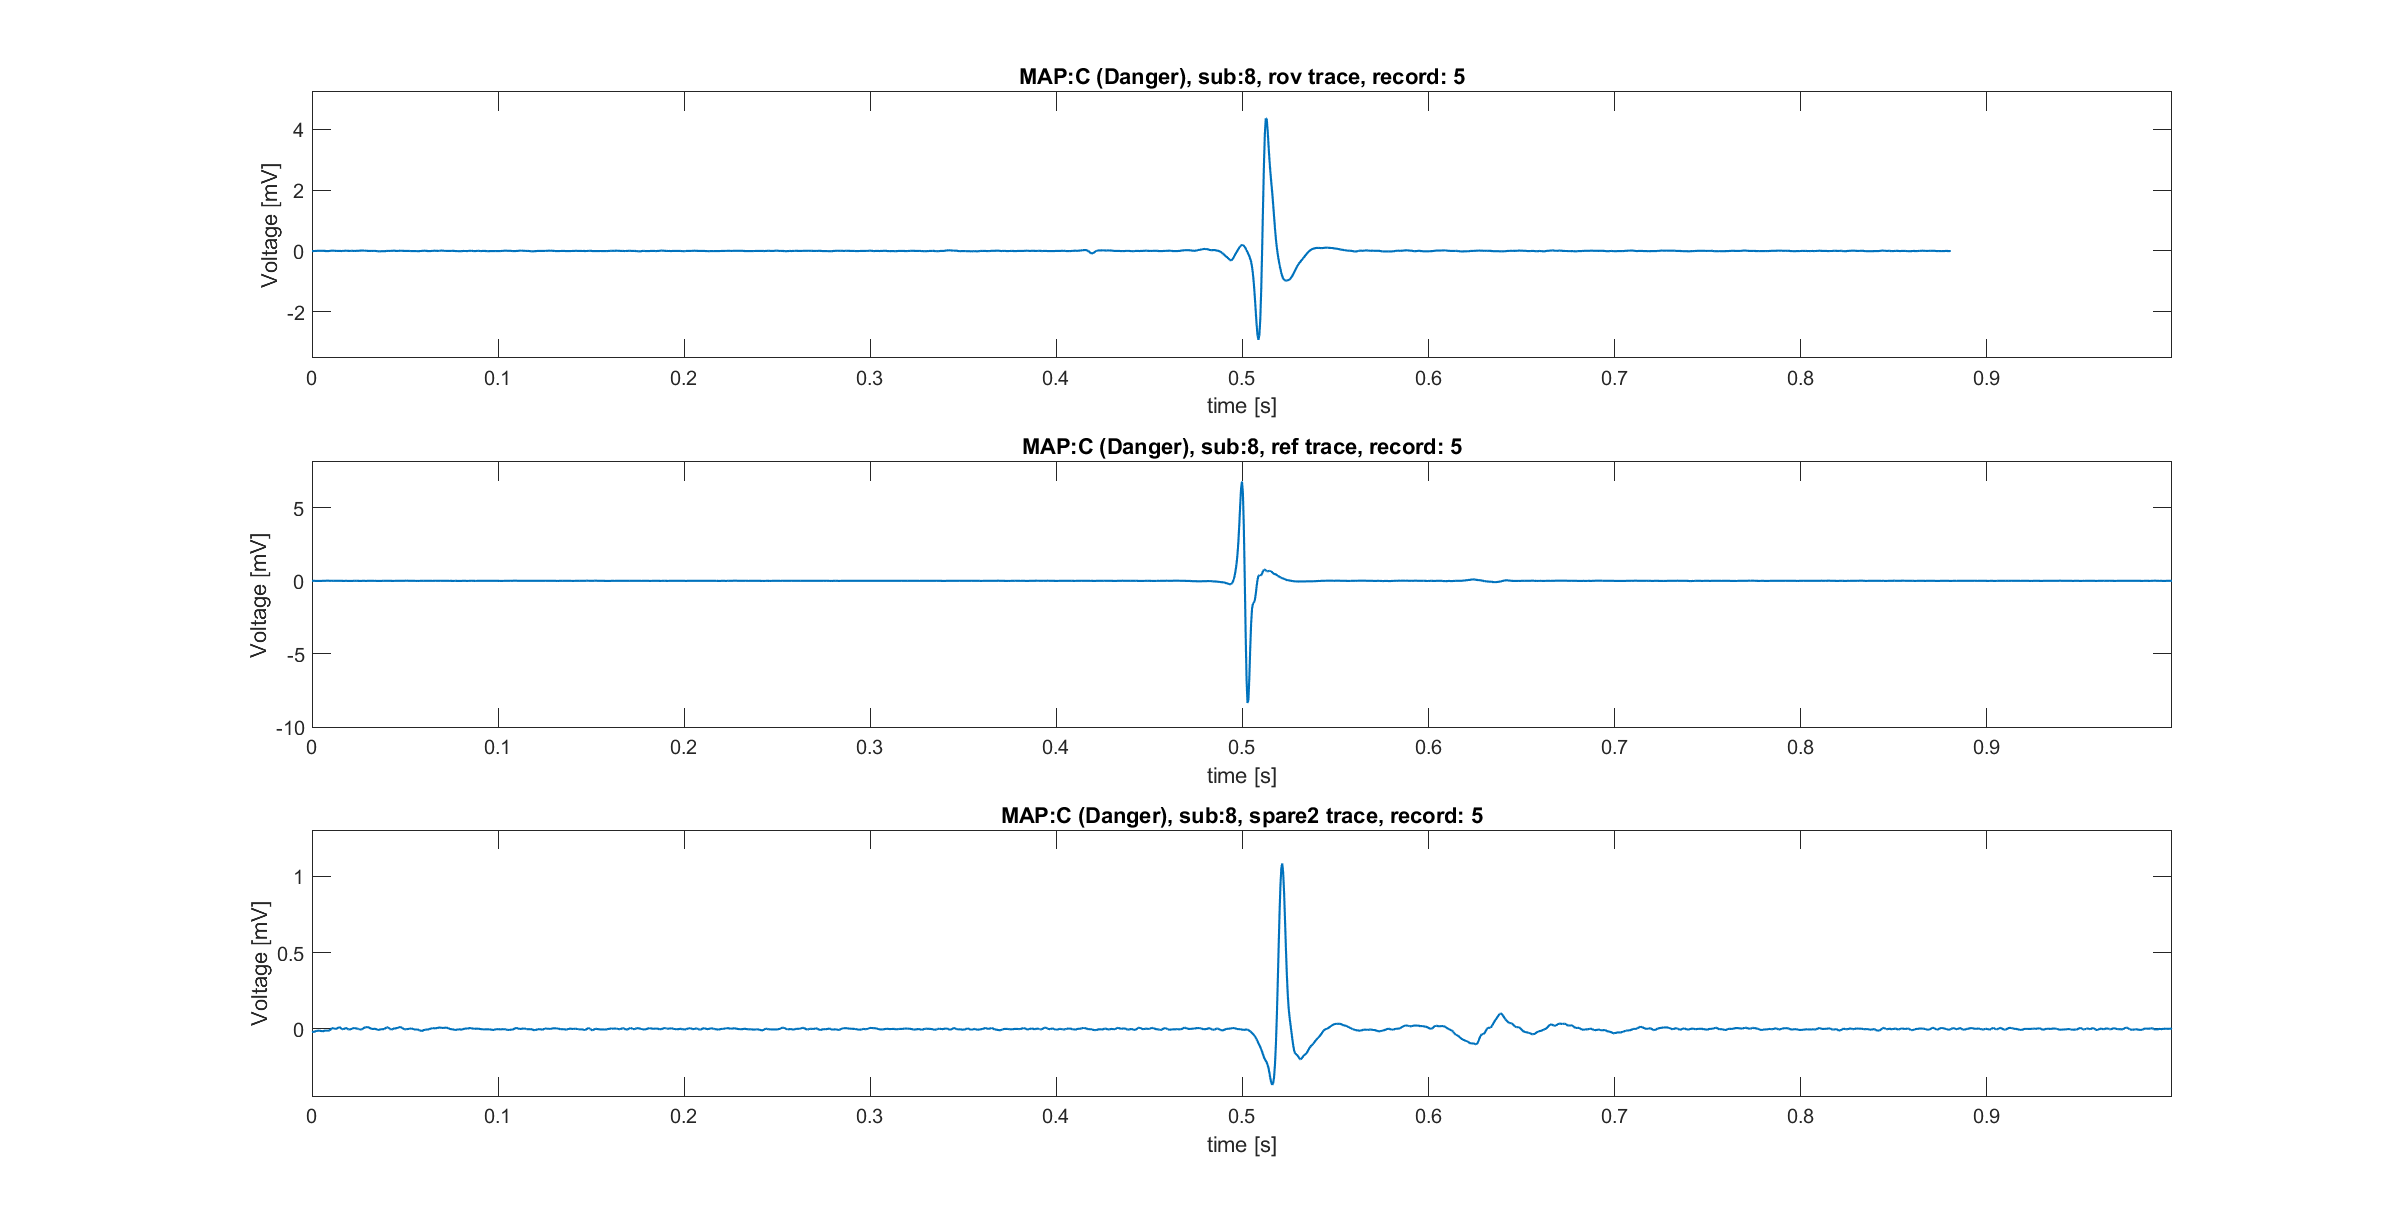 MAP:C (Danger), sub:8, rov trace, record: 5
Voltage [mV]
4
2
0
-2
0 0.1 0.2 0.3 0.4 0.5 0.6 0.7 0.8 0.9
time [s]
MAP:C (Danger), sub:8, ref trace, record: 5
Voltage [mV]
5
0
-5
-10
0 0.1 0.2 0.3 0.4 0.5 0.6 0.7 0.8 0.9
time [s]
MAP:C (Danger), sub:8, spare2 trace, record: 5
Voltage [mV]
1
0.5
0
0 0.1 0.2 0.3 0.4 0.5 0.6 0.7 0.8 0.9
time [s]